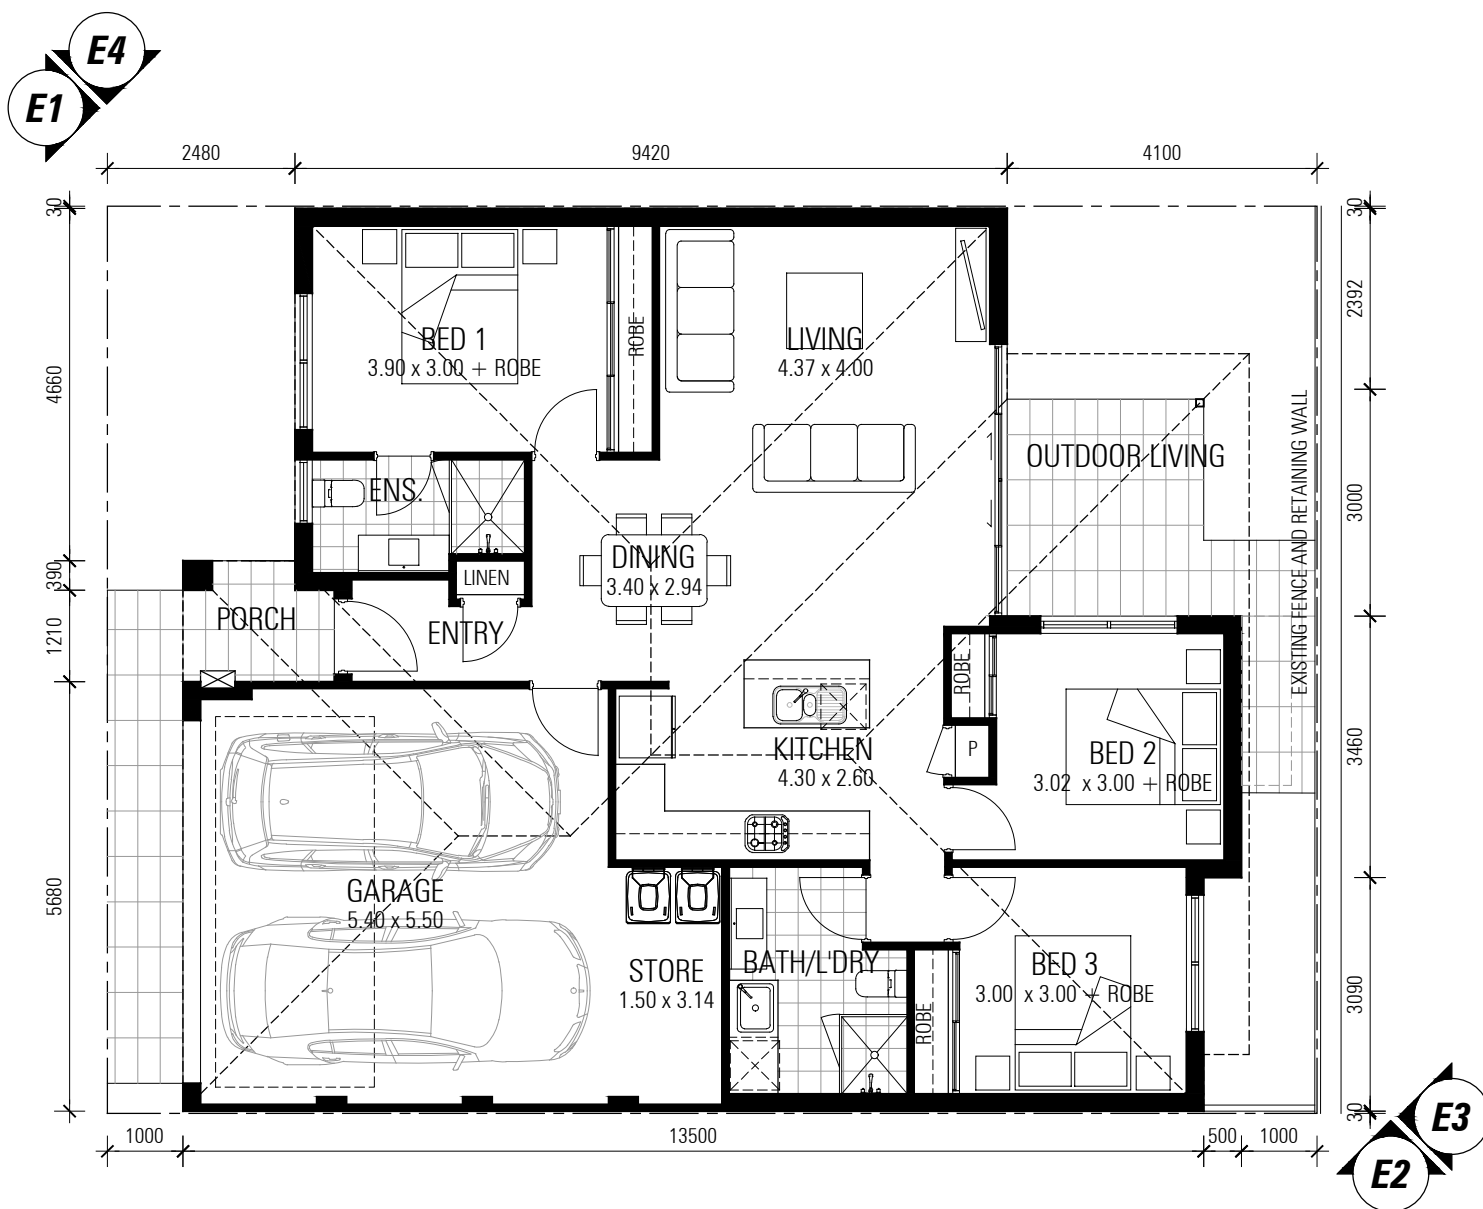 E4
E1
2480
9420
4100
30
4660
390
1210
5680
30
2392
3000
3460
3090
30
BED 1
3.90 x 3.00 + ROBE
ROBE
LIVING
4.37 x 4.00
ENS.
LINEN
DINING
3.40 x 2.94
OUTDOOR LIVING
EXISTING FENCE AND RETAINING WALL
PORCH
ENTRY
ROBE
KITCHEN
4.30 x 2.60
P
BED 2
3.02 x 3.00 + ROBE
GARAGE
5.40 x 5.50
STORE
1.50 x 3.14
BATH/L'DRY
ROBE
BED 3
3.00 x 3.00 + ROBE
1000
13500
500
1000
E3
E2